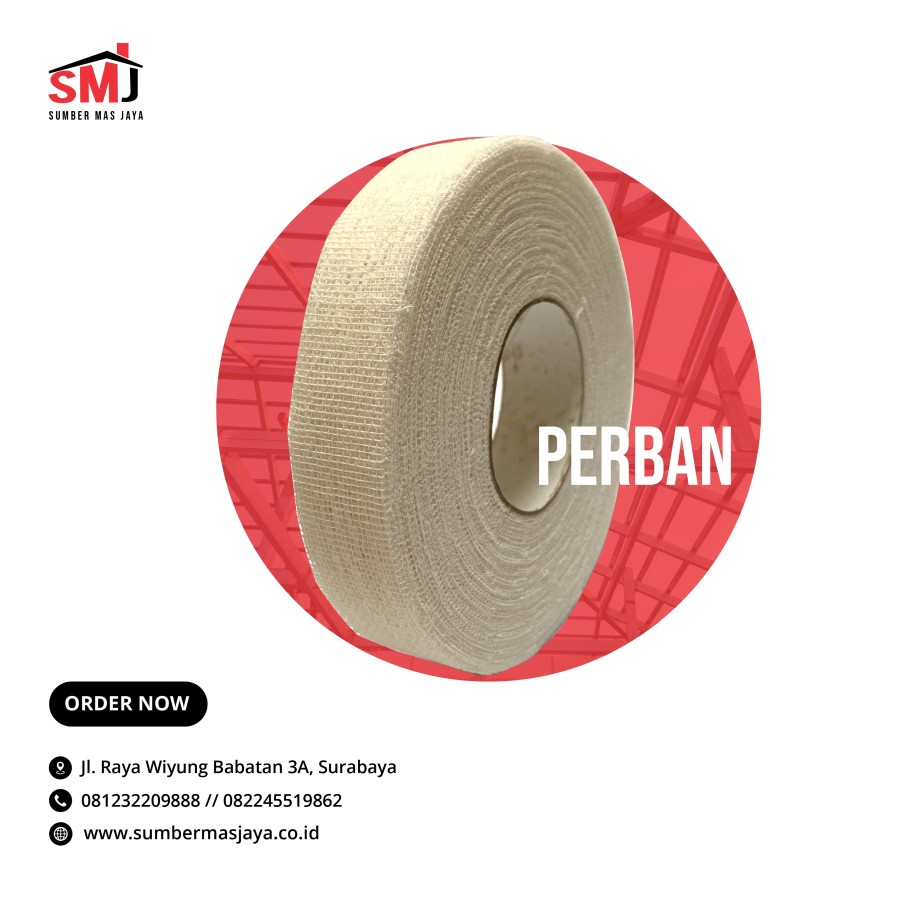 SMJ
SUMBER MAS JAYA
PERBAN
ORDER NOW
Jl. Raya Wiyung Babatan 3A, Surabaya
081232209888 // 082245519862
www.sumbermasjaya.co.id